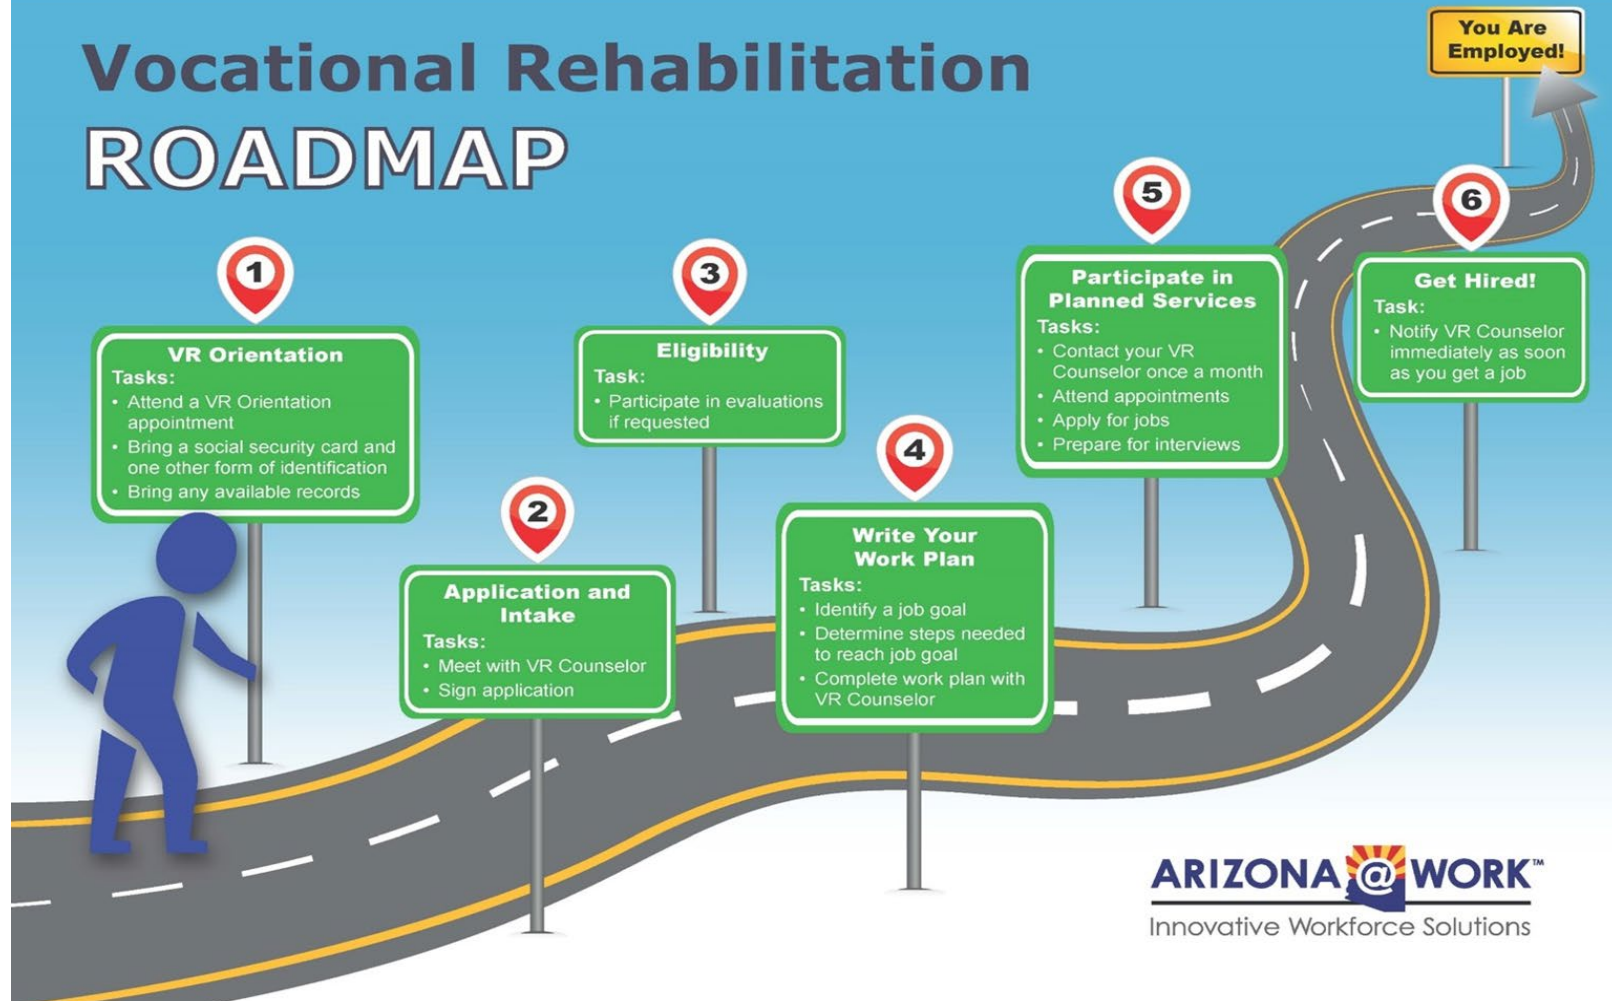 Vocational Rehabilitation
ROADMAP
You Are
Employed!
1
VR Orientation
Tasks:
• Attend a VR Orientation
appointment
• Bring a social security card and
one other form of identification
• Bring any available records
2
Application and
Intake
Tasks:
• Meet with VR Counselor
• Sign application
3
Eligibility
Task:
• Participate in evaluations
if requested
4
Write Your
Work Plan
Tasks:
• Identify a job goal
• Determine steps needed
to reach job goal
• Complete work plan with
VR Counselor
5
Participate in
Planned Services
Tasks:
• Contact your VR
Counselor once a month
• Attend appointments
• Apply for jobs
• Prepare for interviews
6
Get Hired!
Task:
• Notify VR Counselor
immediately as soon
as you get a job
ARIZONA@WORK™
Innovative Workforce Solutions